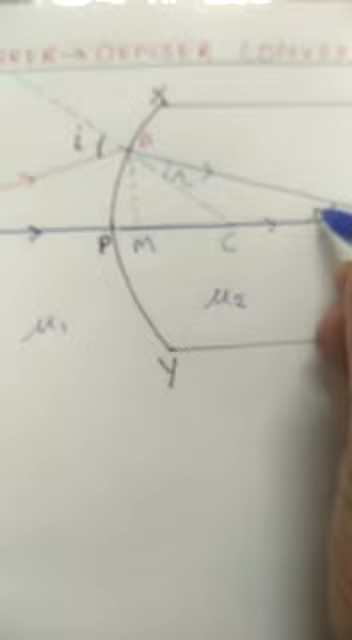 RARER → DENSER CONVEX
X
i
A
r
P M C
μ₂
μ₁
Y